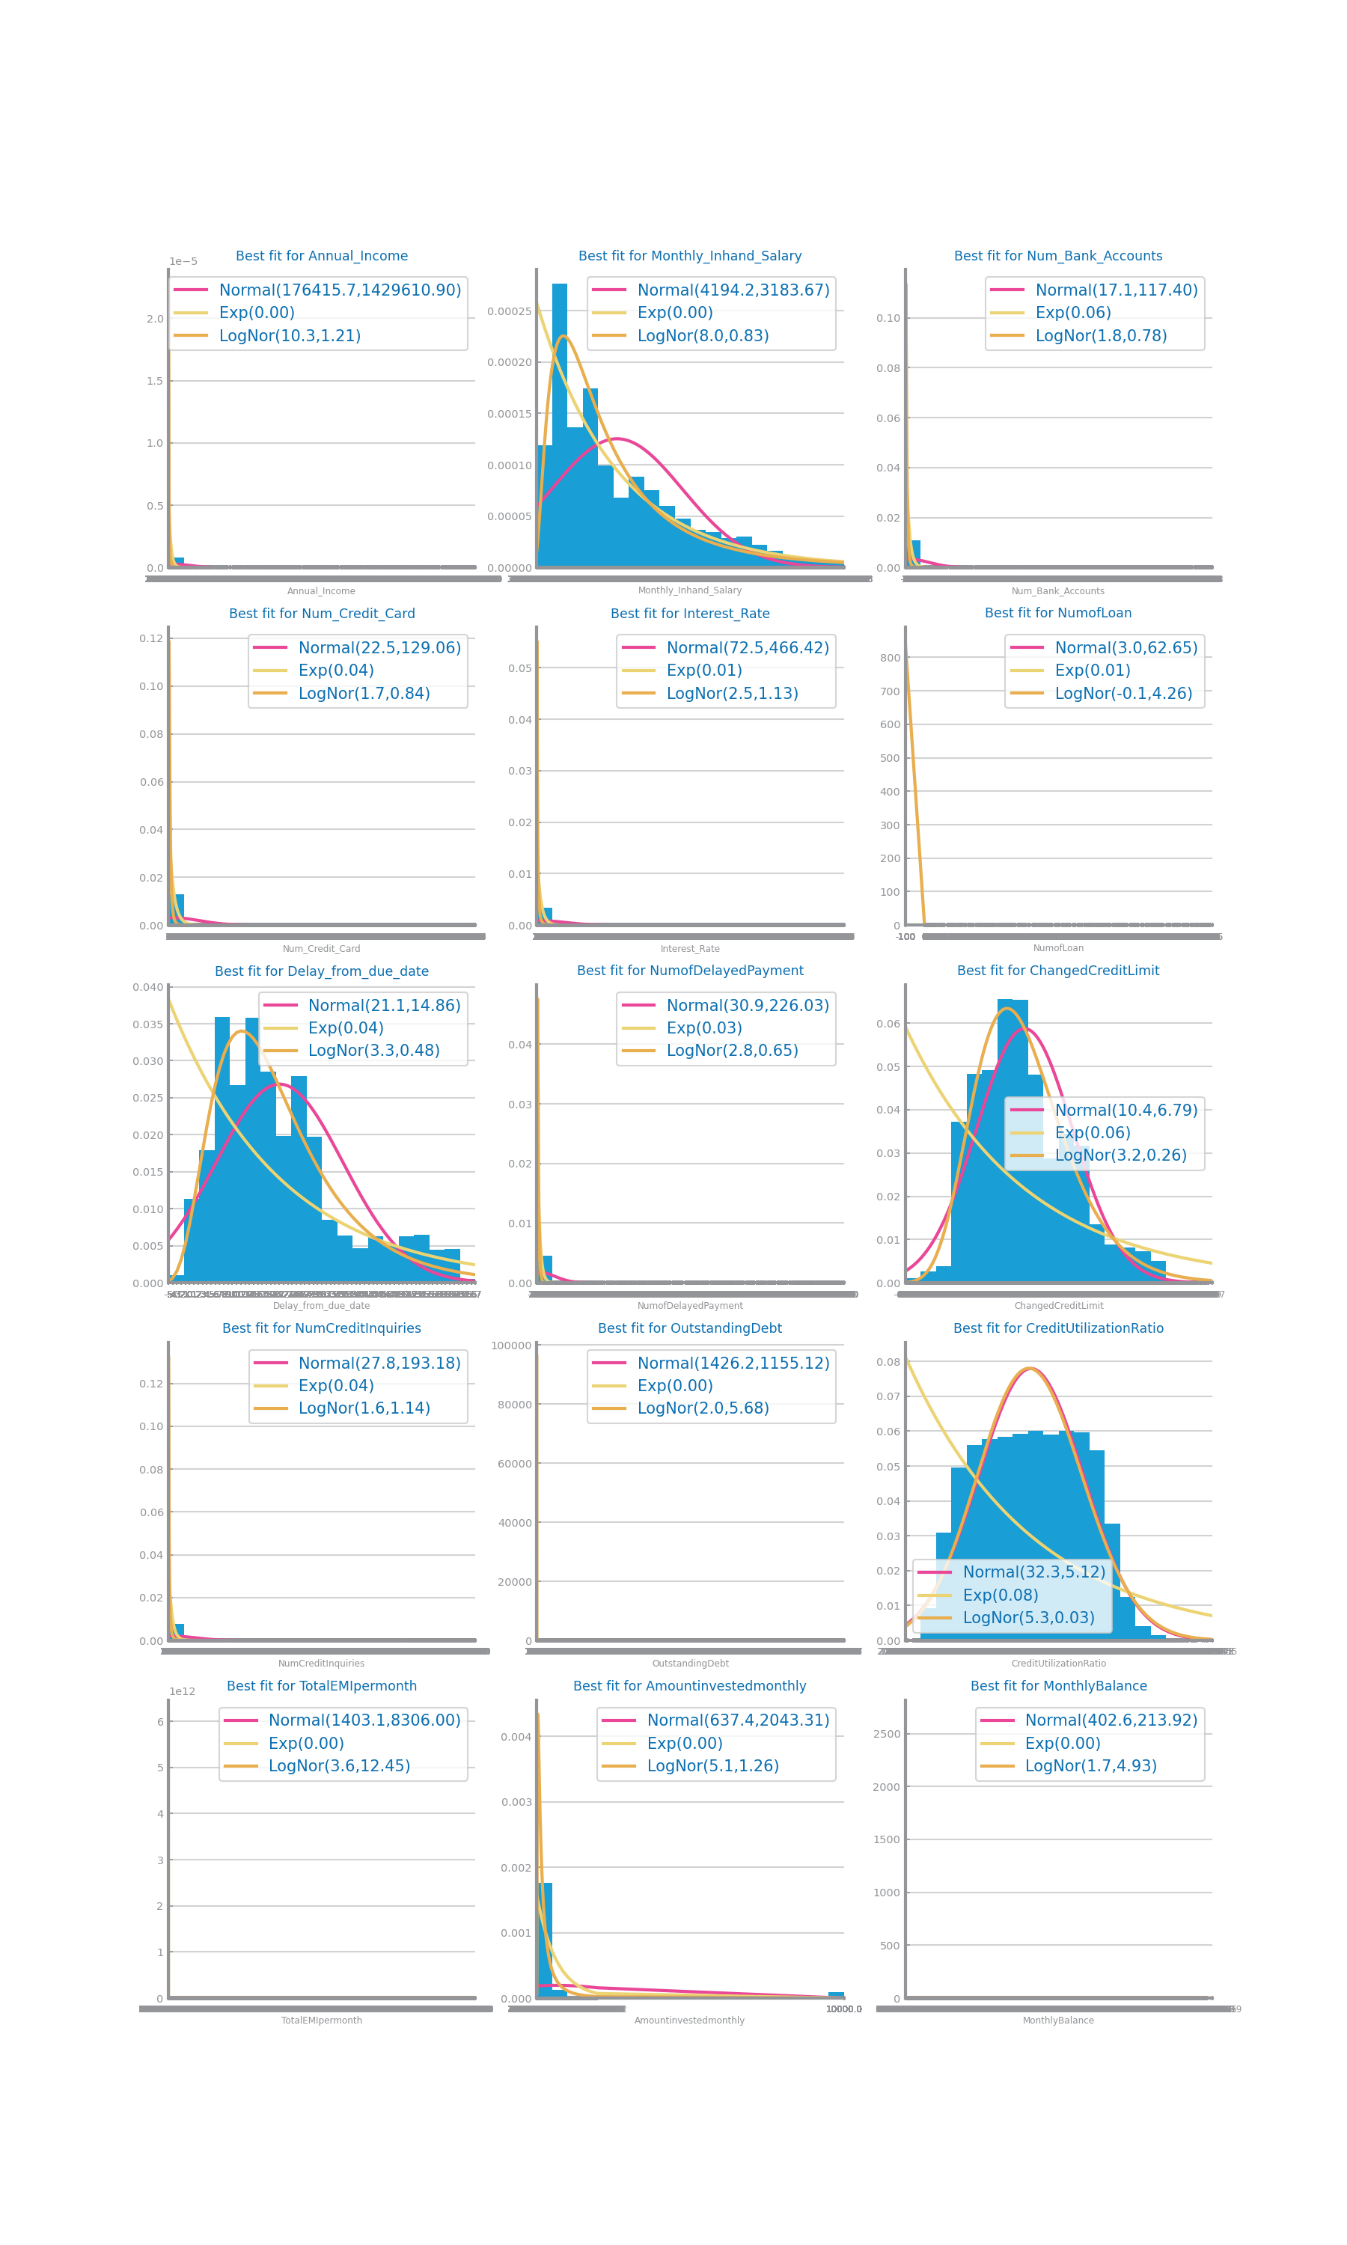 Best fit for Annual_Income
1e−5
Normal(176415.7,1429610.90)
Exp(0.00)
LogNor(10.3,1.21)
2.0
1.5
1.0
0.5
0.0
Annual_Income
Best fit for Monthly_Inhand_Salary
Normal(4194.2,3183.67)
Exp(0.00)
LogNor(8.0,0.83)
0.00025
0.00020
0.00015
0.00010
0.00005
0.00000
Monthly_Inhand_Salary
Best fit for Num_Bank_Accounts
Normal(17.1,117.40)
Exp(0.06)
LogNor(1.8,0.78)
0.10
0.08
0.06
0.04
0.02
0.00
Num_Bank_Accounts
Best fit for Num_Credit_Card
Normal(22.5,129.06)
Exp(0.04)
LogNor(1.7,0.84)
0.12
0.10
0.08
0.06
0.04
0.02
0.00
Num_Credit_Card
Best fit for Interest_Rate
Normal(72.5,466.42)
Exp(0.01)
LogNor(2.5,1.13)
0.05
0.04
0.03
0.02
0.01
0.00
Interest_Rate
Best fit for NumofLoan
Normal(3.0,62.65)
Exp(0.01)
LogNor(-0.1,4.26)
800
700
600
500
400
300
200
100
0
NumofLoan
Best fit for Delay_from_due_date
Normal(21.1,14.86)
Exp(0.04)
LogNor(3.3,0.48)
0.040
0.035
0.030
0.025
0.020
0.015
0.010
0.005
0.000
Delay_from_due_date
Best fit for NumofDelayedPayment
Normal(30.9,226.03)
Exp(0.03)
LogNor(2.8,0.65)
0.04
0.03
0.02
0.01
0.00
NumofDelayedPayment
Best fit for ChangedCreditLimit
Normal(10.4,6.79)
Exp(0.06)
LogNor(3.2,0.26)
0.06
0.05
0.04
0.03
0.02
0.01
0.00
ChangedCreditLimit
Best fit for NumCreditInquiries
Normal(27.8,193.18)
Exp(0.04)
LogNor(1.6,1.14)
0.12
0.10
0.08
0.06
0.04
0.02
0.00
NumCreditInquiries
Best fit for OutstandingDebt
Normal(1426.2,1155.12)
Exp(0.00)
LogNor(2.0,5.68)
100000
80000
60000
40000
20000
0
OutstandingDebt
Best fit for CreditUtilizationRatio
Normal(32.3,5.12)
Exp(0.08)
LogNor(5.3,0.03)
0.08
0.07
0.06
0.05
0.04
0.03
0.02
0.01
0.00
CreditUtilizationRatio
Best fit for TotalEMIpermonth
1e12
Normal(1403.1,8306.00)
Exp(0.00)
LogNor(3.6,12.45)
6
5
4
3
2
1
0
TotalEMIpermonth
Best fit for Amountinvestedmonthly
Normal(637.4,2043.31)
Exp(0.00)
LogNor(5.1,1.26)
0.004
0.003
0.002
0.001
0.000
Amountinvestedmonthly
Best fit for MonthlyBalance
Normal(402.6,213.92)
Exp(0.00)
LogNor(1.7,4.93)
2500
2000
1500
1000
500
0
MonthlyBalance